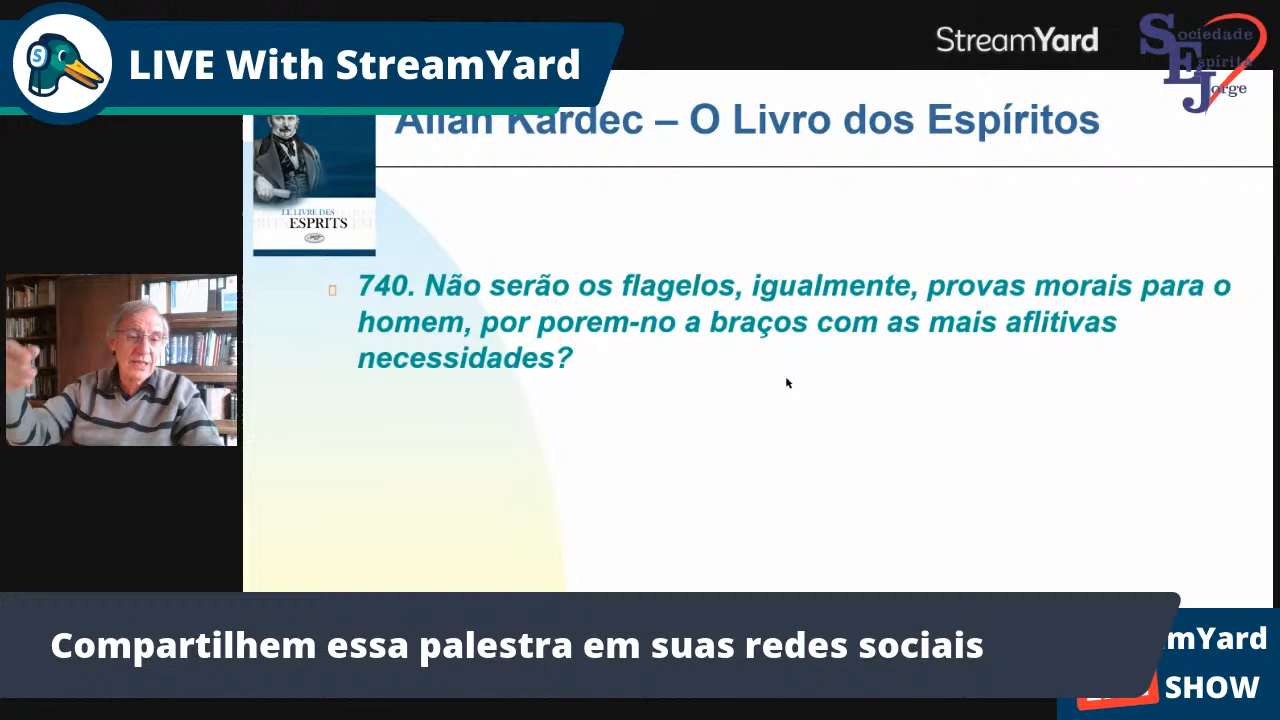 LIVE With StreamYard
StreamYard
Sociedade
Espírita
Jorge
Allan Kardec – O Livro dos Espíritos
LE LIVRE DES
ESPRITS
740. Não serão os flagelos, igualmente, provas morais para o
homem, por porem-no a braços com as mais aflitivas
necessidades?
Compartilhem essa palestra em suas redes sociais
mYard
SHOW